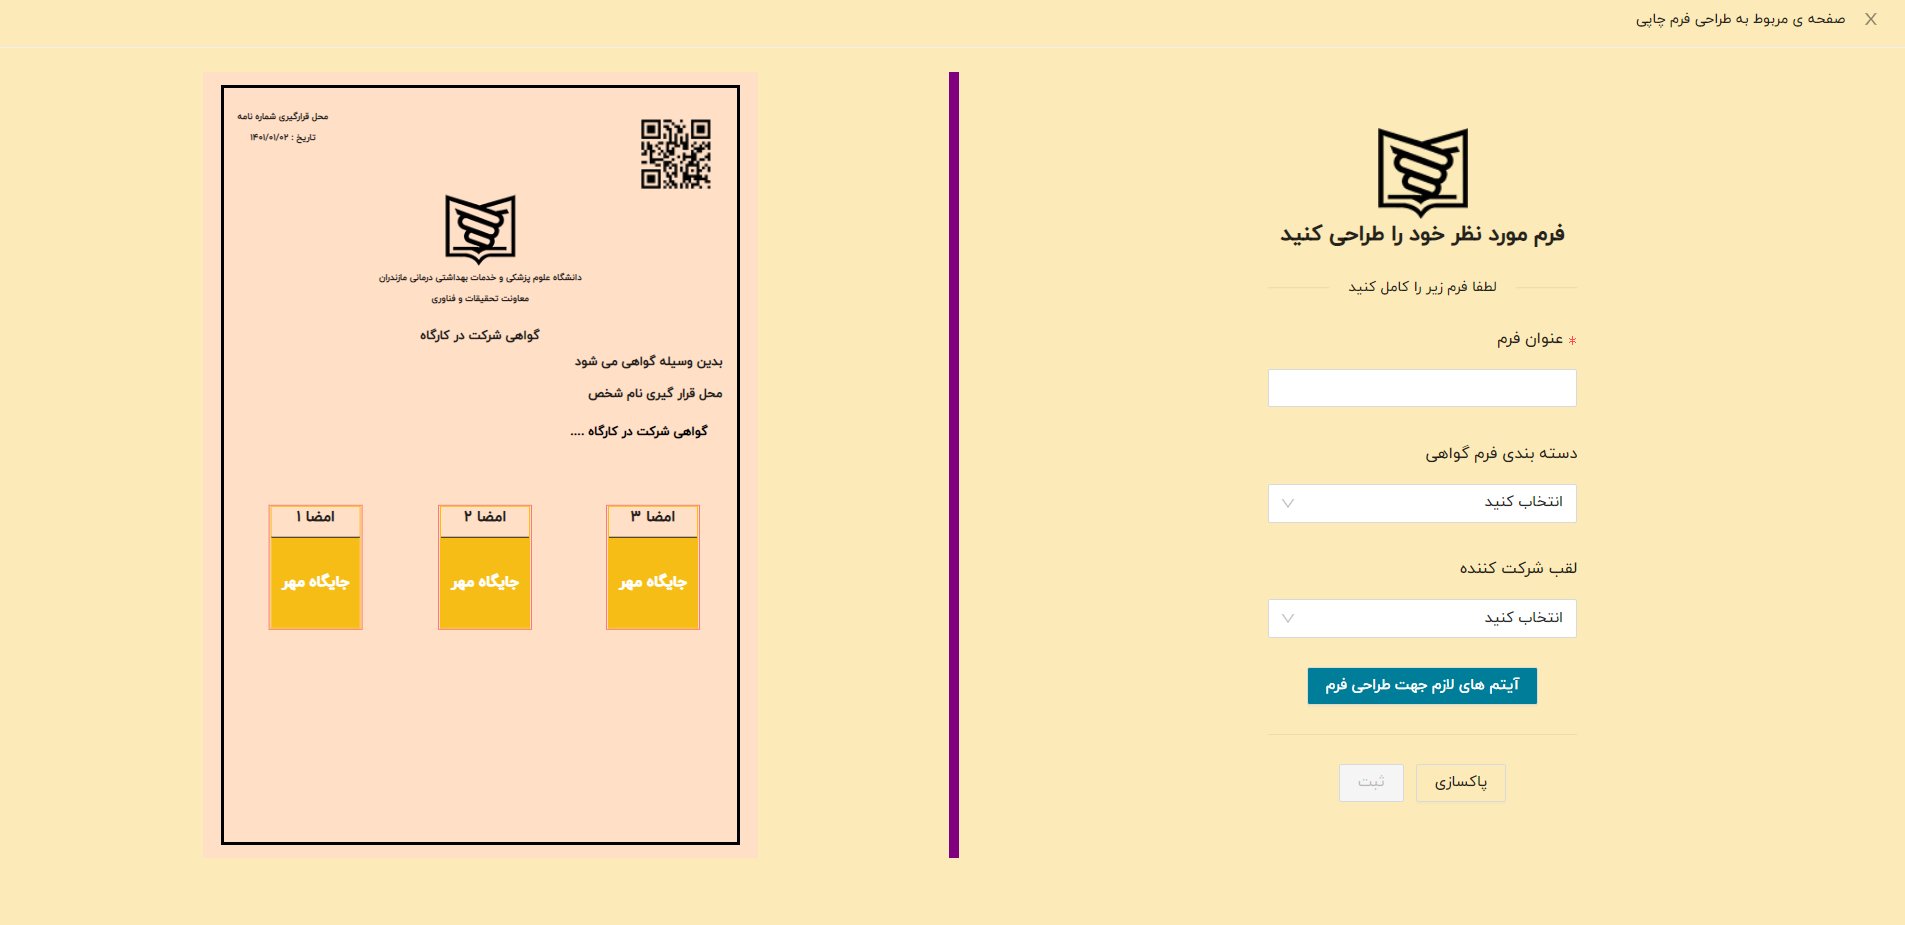 صفحه ی مربوط به طراحی فرم چاپی
فرم مورد نظر خود را طراحی کنید
لطفا فرم زیر را کامل کنید
* عنوان فرم
دسته بندی فرم گواهی
انتخاب کنید
لقب شرکت کننده
انتخاب کنید
آیتم های لازم جهت طراحی فرم
پاکسازی
ثبت
محل قرارگیری شماره نامه
تاریخ : ۱۴۰۱/۰۱/۰۲
دانشگاه علوم پزشکی و خدمات بهداشتی درمانی مازندران
معاونت تحقیقات و فناوری
گواهی شرکت در کارگاه
بدین وسیله گواهی می شود
محل قرار گیری نام شخص
گواهی شرکت در کارگاه ....
امضا ۳
جایگاه مهر
امضا ۲
جایگاه مهر
امضا ۱
جایگاه مهر